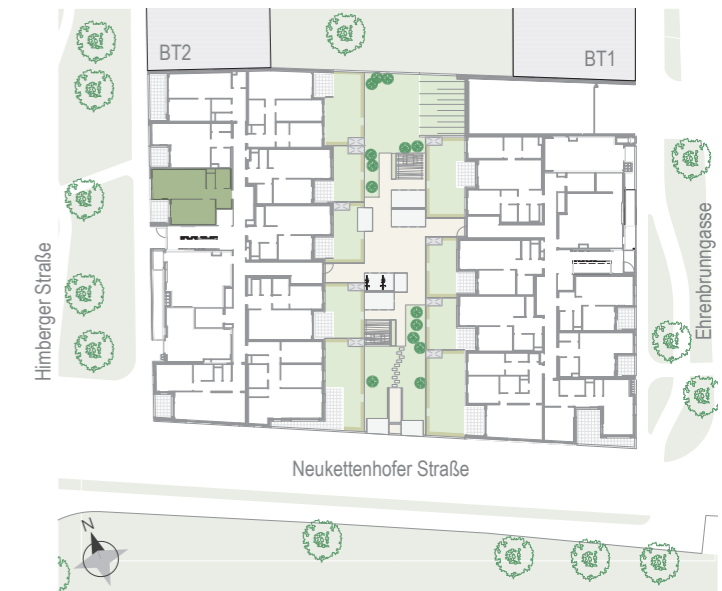 BT2
BT1
Himberger Straße
Ehrenbrunngasse
Neukettenhofer Straße
N